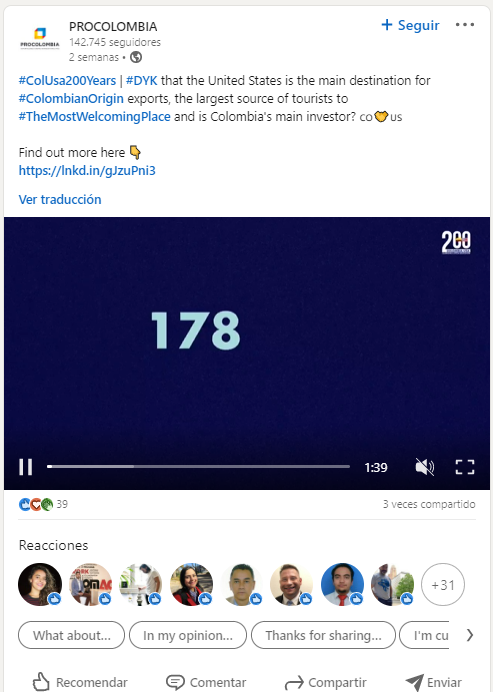 PROCOLOMBIA
PROCOLOMBIA
142.745 seguidores
2 semanas •
+ Seguir
#ColUsa200Years | #DYK that the United States is the main destination for
#ColombianOrigin exports, the largest source of tourists to
#TheMostWelcomingPlace and is Colombia's main investor? co🤝us
Find out more here 👇
https://lnkd.in/gJzuPni3
Ver traducción
200
178
1:39
39
3 veces compartido
Reacciones
+31
What about...
In my opinion...
Thanks for sharing...
I'm cu
Recomendar
Comentar
Compartir
Enviar